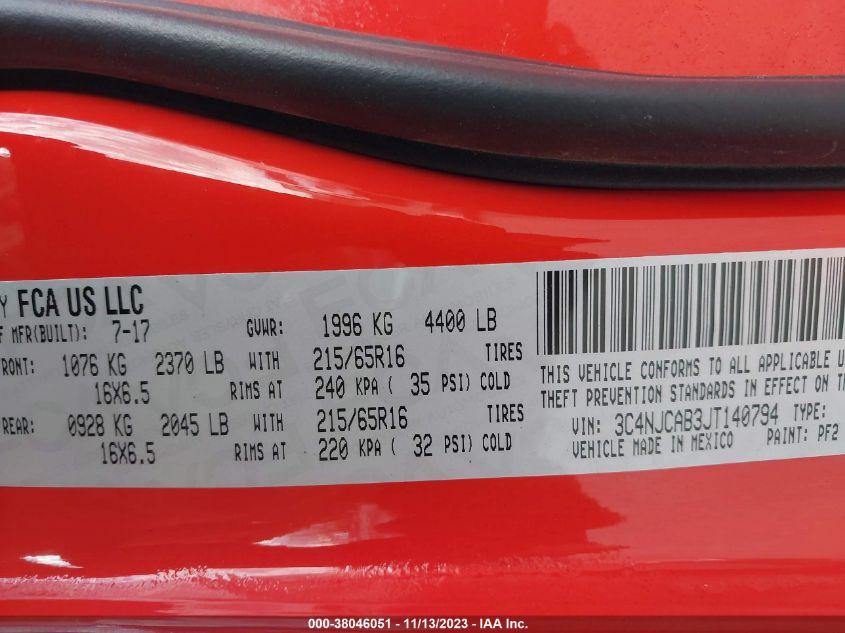 Y FCA US LLC
F MFR(BUILT): 7-17 GVWR: 1996 KG 4400 LB
FRONT: 1076 KG 2370 LB WITH 215/65R16 TIRES
16X6.5 RIMS AT 240 KPA ( 35 PSI) COLD
REAR: 0928 KG 2045 LB WITH 215/65R16 TIRES
16X6.5 RIMS AT 220 KPA ( 32 PSI) COLD
THIS VEHICLE CONFORMS TO ALL APPLICABLE
THEFT PREVENTION STANDARDS IN EFFECT ON
VIN: 3C4NJCAB3JT140794 TYPE:
VEHICLE MADE IN MEXICO PAINT: PF2
000-38046051 - 11/13/2023 - IAA Inc.